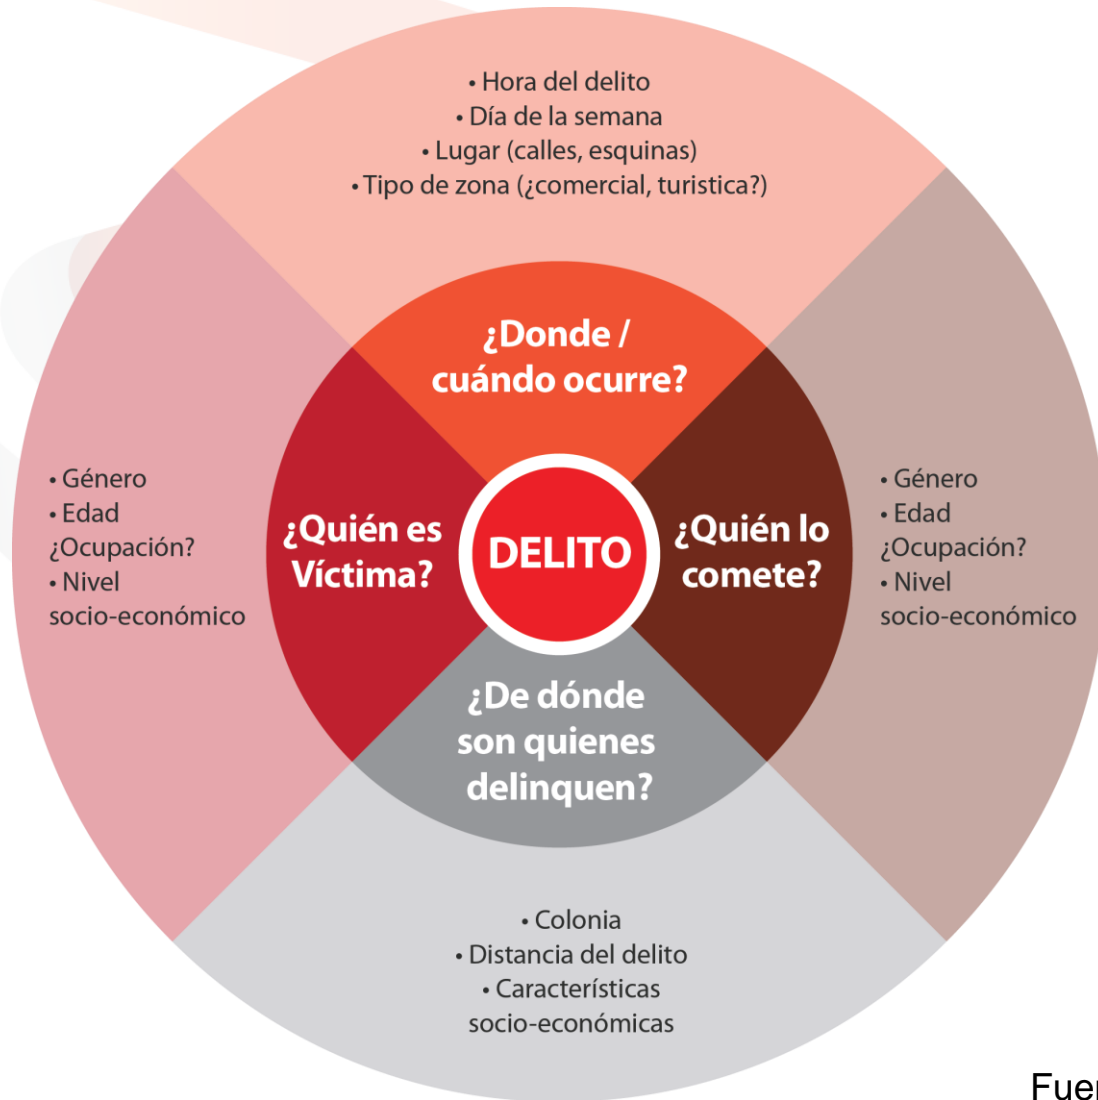 • Hora del delito
• Día de la semana
• Lugar (calles, esquinas)
• Tipo de zona (¿comercial, turistica?)
¿Donde /
cuándo ocurre?
• Género
• Edad
¿Ocupación?
• Nivel
socio-económico
¿Quién es
Víctima?
DELITO
¿Quién lo
comete?
• Género
• Edad
¿Ocupación?
• Nivel
socio-económico
¿De dónde
son quienes
delinquen?
• Colonia
• Distancia del delito
• Características
socio-económicas